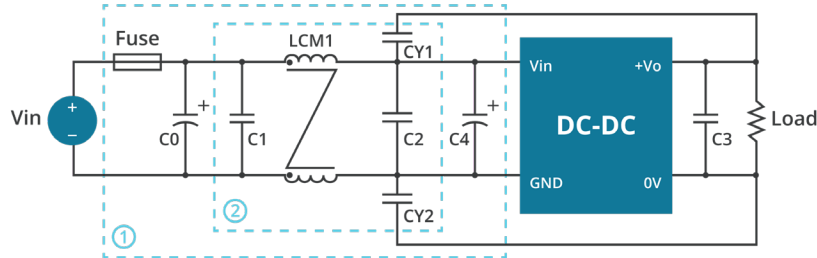 Fuse
LCM1
CY1
Vin
+
−
C0
+
C1
C2
C4
+
Vin
+Vo
DC-DC
GND
0V
C3
Load
CY2
1
2